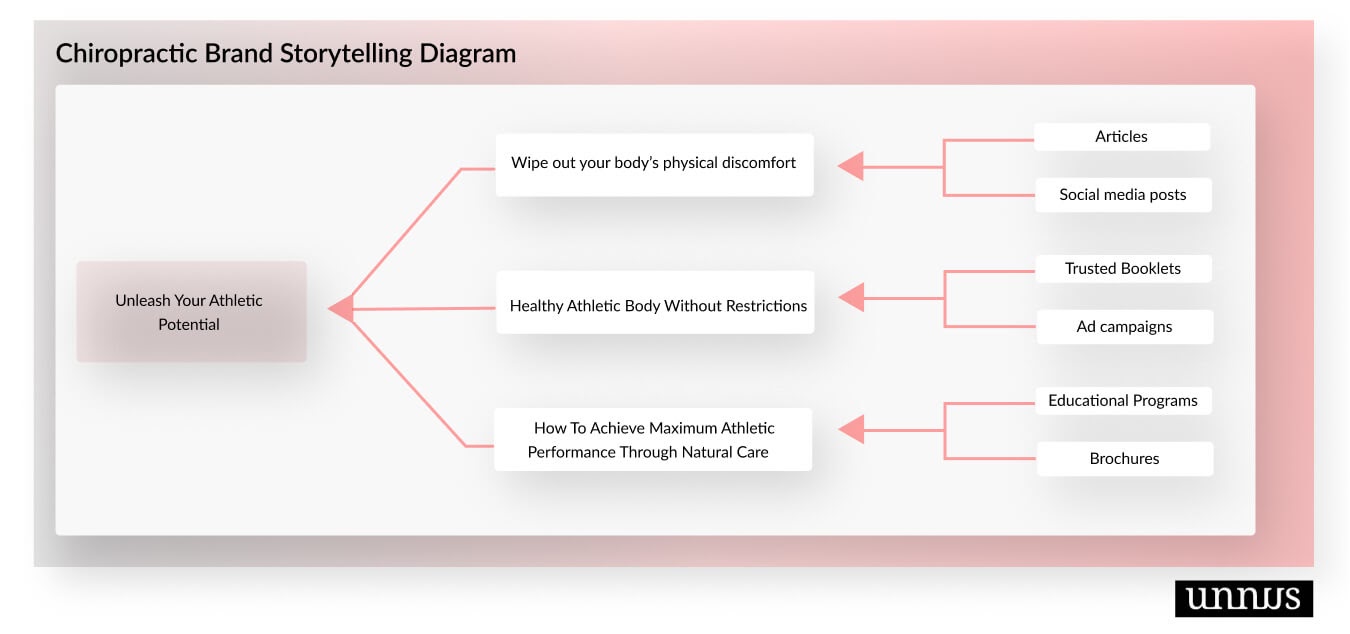 Chiropractic Brand Storytelling Diagram
Unleash Your Athletic
Potential
Wipe out your body's physical discomfort
Healthy Athletic Body Without Restrictions
How To Achieve Maximum Athletic
Performance Through Natural Care
Articles
Social media posts
Trusted Booklets
Ad campaigns
Educational Programs
Brochures
unnus